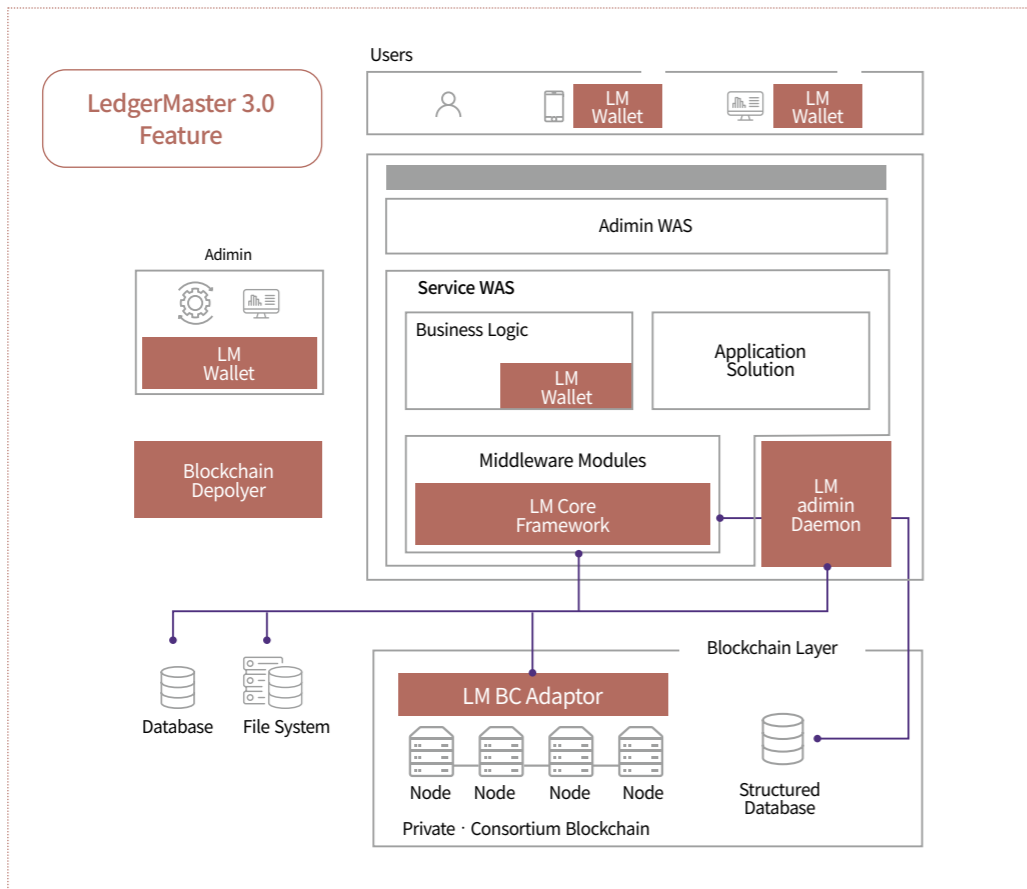 Users
LedgerMaster 3.0
Feature
LM
Wallet
LM
Wallet
Adimin WAS
Adimin
LM
Wallet
Service WAS
Business Logic
LM
Wallet
Application
Solution
Blockchain
Depolyer
Middleware Modules
LM Core
Framework
LM
adimin
Daemon
Database
File System
Blockchain Layer
LM BC Adaptor
Node
Node
Node
Node
Structured
Database
Private · Consortium Blockchain